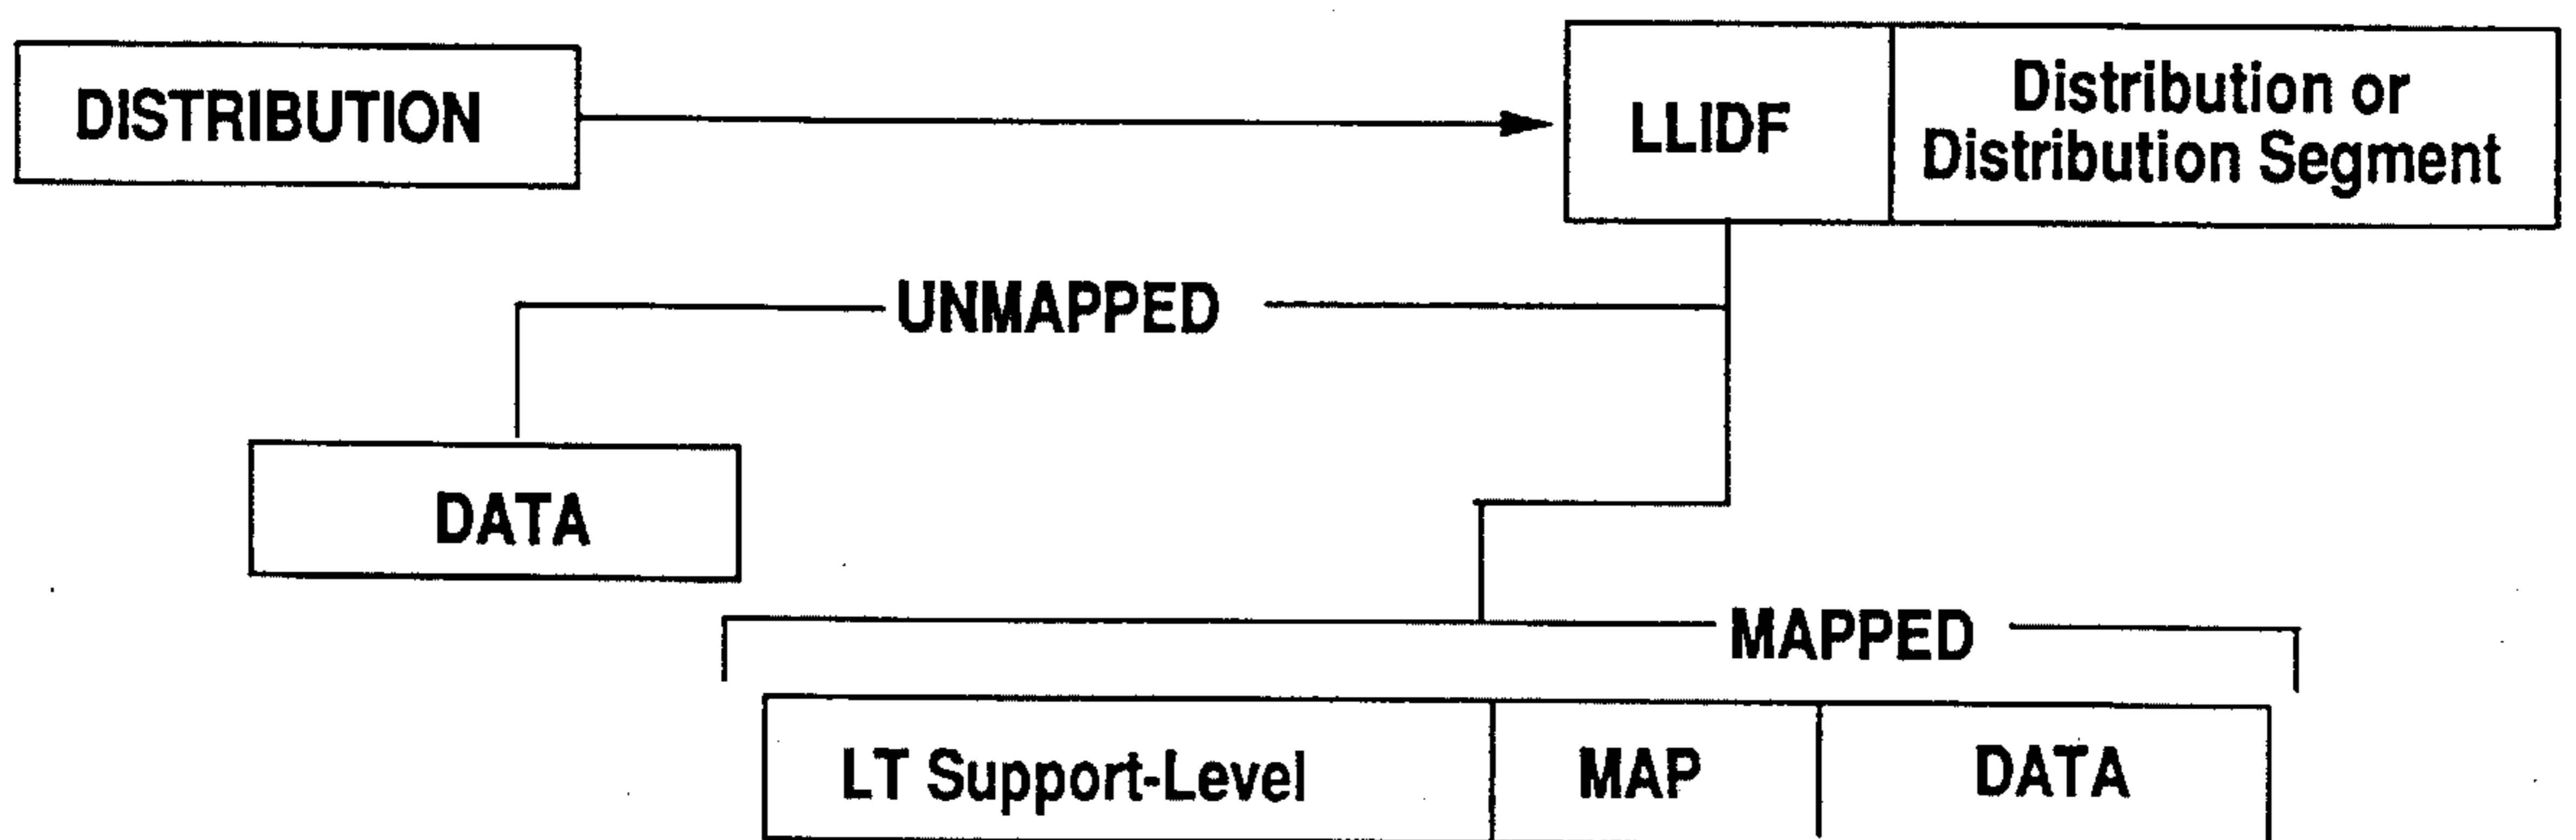 DISTRIBUTION
LLIDF
Distribution or
Distribution Segment
UNMAPPED
DATA
MAPPED
LT Support-Level
MAP
DATA